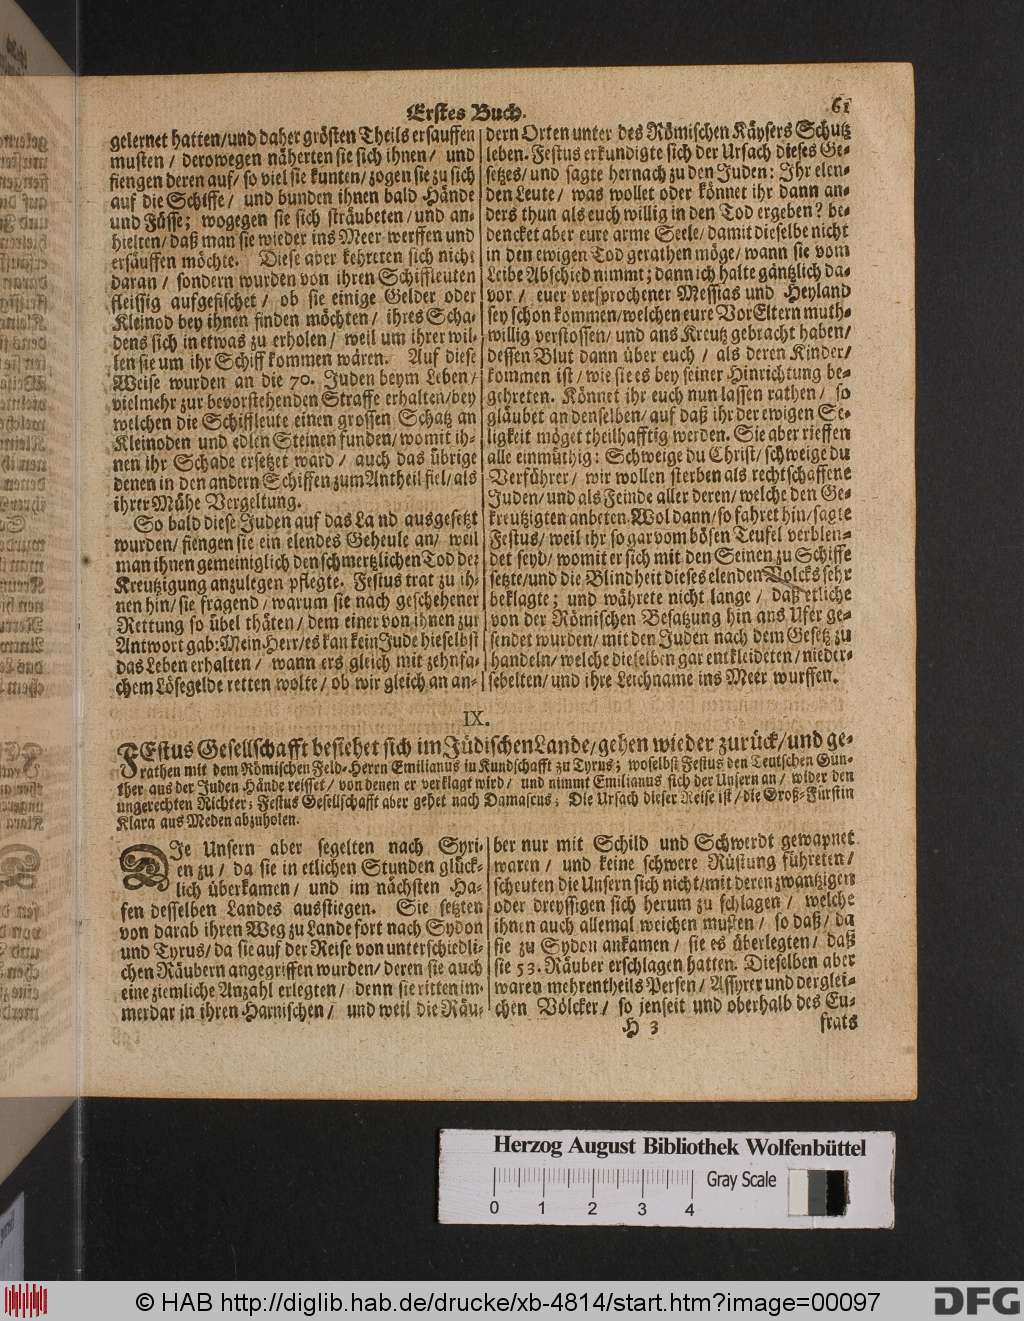 Erstes Buch.
61
gelernet hatten/und daher grösten Theils ersauffen
musten / derowegen näherten sie sich ihnen/ und
fiengen deren auf/ so viel sie kunten/ zogen sie zu sich
auf die Schiffe/ und bunden ihnen bald Hände
und Füsse; wogegen sie sich sträubeten/ und an-
hielten/ daß man sie wieder ins Meer werffen und
ersäuffen möchte. Diese aber kehreten sich nicht
daran / sondern wurden von ihren Schiffleuten
fleissig aufgefischet / ob sie einige Gelder oder
Kleinod bey ihnen finden möchten / ihres Scha-
dens sich in etwas zu erholen/ weil um ihrer wil-
len sie um ihr Schiff kommen wären. Auf diese
Weise wurden an die 70. Juden beym Leben/
vielmehr zur bevorstehenden Straffe erhalten/bey
welchen die Schiffleute einen grossen Schatz an
Kleinoden und edlen Steinen funden/womit ih-
nen ihr Schade ersetzet ward / auch das übrige
denen in den andern Schiffen zum Antheil fiel/als
ihrer Mühe Vergeltung.
So bald diese Juden auf das Land ausgesetzt
wurden/ fiengen sie ein elendes Geheule an/ weil
man ihnen gemeiniglich den schmertzlichen Tod der
Kreutzigung anzulegen pflegte. Festus trat zu ih-
nen hin/ sie fragend/ warum sie nach geschehener
Rettung so übel thäten/ dem einer von ihnen zur
Antwort gab: Mein Herr/es kan kein Jude hieselbst
das Leben erhalten / wann ers gleich mit zehnfa-
chem Lösegelde retten wolte/ ob wir gleich an an-
dern Orten unter des Römischen Käysers Schutz
leben. Festus erkundigte sich der Ursach dieses Ge-
setzes/ und sagte hernach zu den Juden: Ihr elen-
den Leute/ was wollet oder könnet ihr dann an-
ders thun als euch willig in den Tod ergeben? be-
dencket aber eure arme Seele/ damit dieselbe nicht
in den ewigen Tod gerathen möge/ wann sie vom
Leibe Abschied nimmt; dann ich halte gäntzlich da-
vor / euer versprochener Messias und Heyland
sey schon kommen/welchen eure VorEltern muth-
willig verstossen/ und ans Kreutz gebracht haben/
dessen Blut dann über euch / als deren Kinder/
kommen ist/ wie sie es bey seiner Hinrichtung be-
gehreten. Könnet ihr euch nun lassen rathen/ so
gläubet an denselben/ auf daß ihr der ewigen Se-
ligkeit möget theilhafftig werden. Sie aber rieffen
alle einmüthig: Schweige du Christ/ schweige du
Verführer/ wir wollen sterben als rechtschaffene
Juden/ und als Feinde aller deren/ welche den Ge-
kreutzigten anbeten. Wol dann/ so fahret hin/ sagte
Festus/ weil ihr so gar vom bösen Teufel verblen-
det seyd/ womit er sich mit den Seinen zu Schiffe
setzte/und die Blindheit dieses elenden Volcks sehr
beklagte; und währete nicht lange / daß etliche
von der Römischen Besatzung hin ans Ufer ge-
sendet wurden/ mit den Juden nach dem Gesetz zu
handeln/ welche dieselben gar entkleideten/ nieder-
sebelten/ und ihre Leichname ins Meer wurffen.
IX.
FEstus Gesellschafft besiehet sich im Jüdischen Lande/ gehen wieder zurück/und ge-
rathen mit dem Römischen Feld-Herrn Emilianus in Kundschafft zu Tyrus; woselbst Festus den Teutschen Gün-
ther aus der Juden Hände reisset/ von denen er verklagt wird/ und nimmt Emilianus sich der Unsern an/ wider den
ungerechten Richter; Festus Gesellschafft aber gehet nach Damascus; Die Ursach dieser Reise ist/ die Groß-Fürstin
Klara aus Meden abzuholen.
DIe Unsern aber segelten nach Syri-
en zu / da sie in etlichen Stunden glück-
lich überkamen/ und im nächsten Ha-
fen desselben Landes ausstiegen. Sie setzten
von darab ihren Weg zu Lande fort nach Sydon
und Tyrus/ da sie auf der Reise von unterschiedli-
chen Räubern angegriffen wurden/ deren sie auch
eine ziemliche Anzahl erlegten/ denn sie ritten im-
merdar in ihren Harnischen/ und weil die Räu-
ber nur mit Schild und Schwerdt gewapnet
waren / und keine schwere Rüstung führeten/
scheuten die Unsern sich nicht/mit deren zwantzigen
oder dreyssigen sich herum zu schlagen/ welche
ihnen auch allemal weichen musten / so daß/ da
sie zu Sydon ankamen/ sie es überlegten/ daß
sie 53. Räuber erschlagen hatten. Dieselben aber
waren mehrentheils Persen/ Assyrer und derglei-
chen Völcker/ so jenseit und oberhalb des Eu-
H 3
frats
Herzog August Bibliothek Wolfenbüttel
Gray Scale
0 1 2 3 4
© HAB http://diglib.hab.de/drucke/xb-4814/start.htm?image=00097
DFG